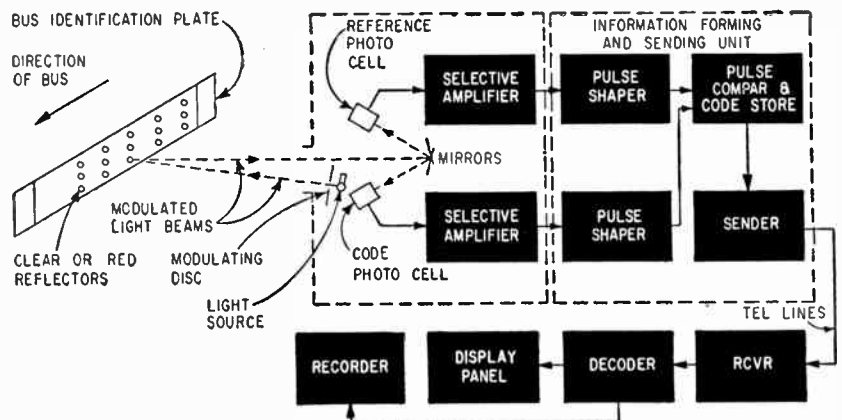 BUS IDENTIFICATION PLATE
DIRECTION
OF BUS
CLEAR OR RED
REFLECTORS
MODULATED
LIGHT BEAMS
MODULATING
DISC
LIGHT
SOURCE
REFERENCE
PHOTO
CELL
CODE
PHOTO CELL
MIRRORS
SELECTIVE
AMPLIFIER
SELECTIVE
AMPLIFIER
INFORMATION FORMING
AND SENDING UNIT
PULSE
SHAPER
PULSE
COMPAR &
CODE STORE
PULSE
SHAPER
SENDER
TEL LINES
RECORDER
DISPLAY
PANEL
DECODER
RCVR